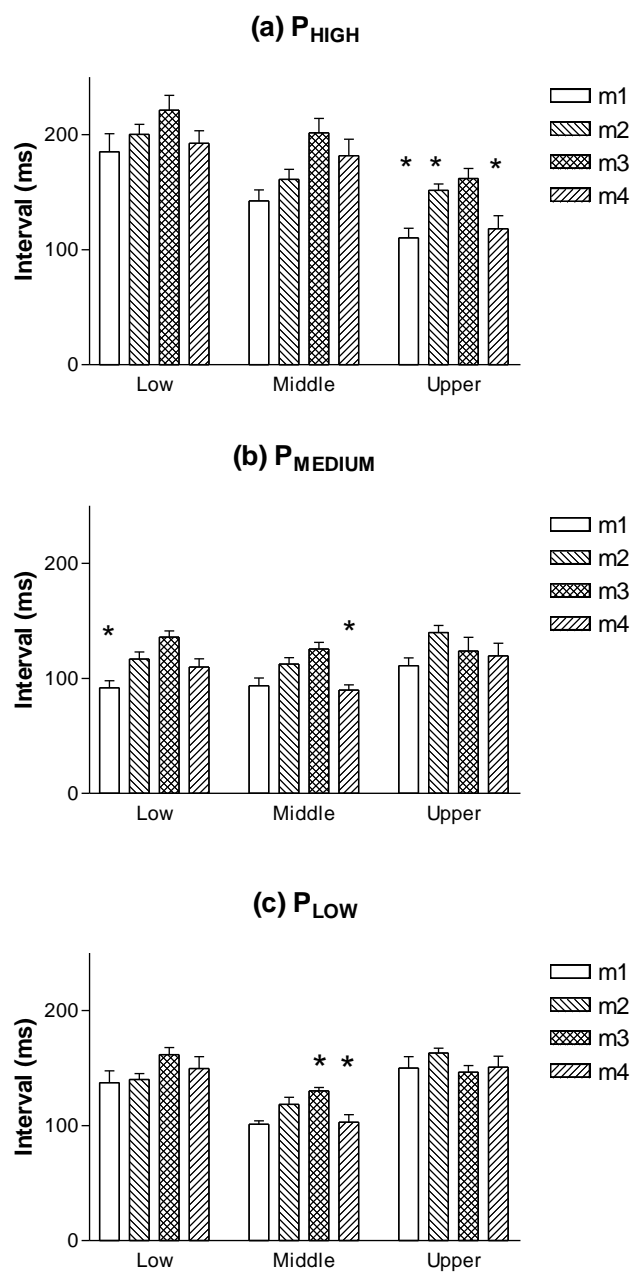 (a) PHIGH
Interval (ms)
200
100
0
* * *
Low Middle Upper
m1
m2
m3
m4
(b) PMEDIUM
Interval (ms)
200
100
0
* *
Low Middle Upper
m1
m2
m3
m4
(c) PLOW
Interval (ms)
200
100
0
* *
Low Middle Upper
m1
m2
m3
m4